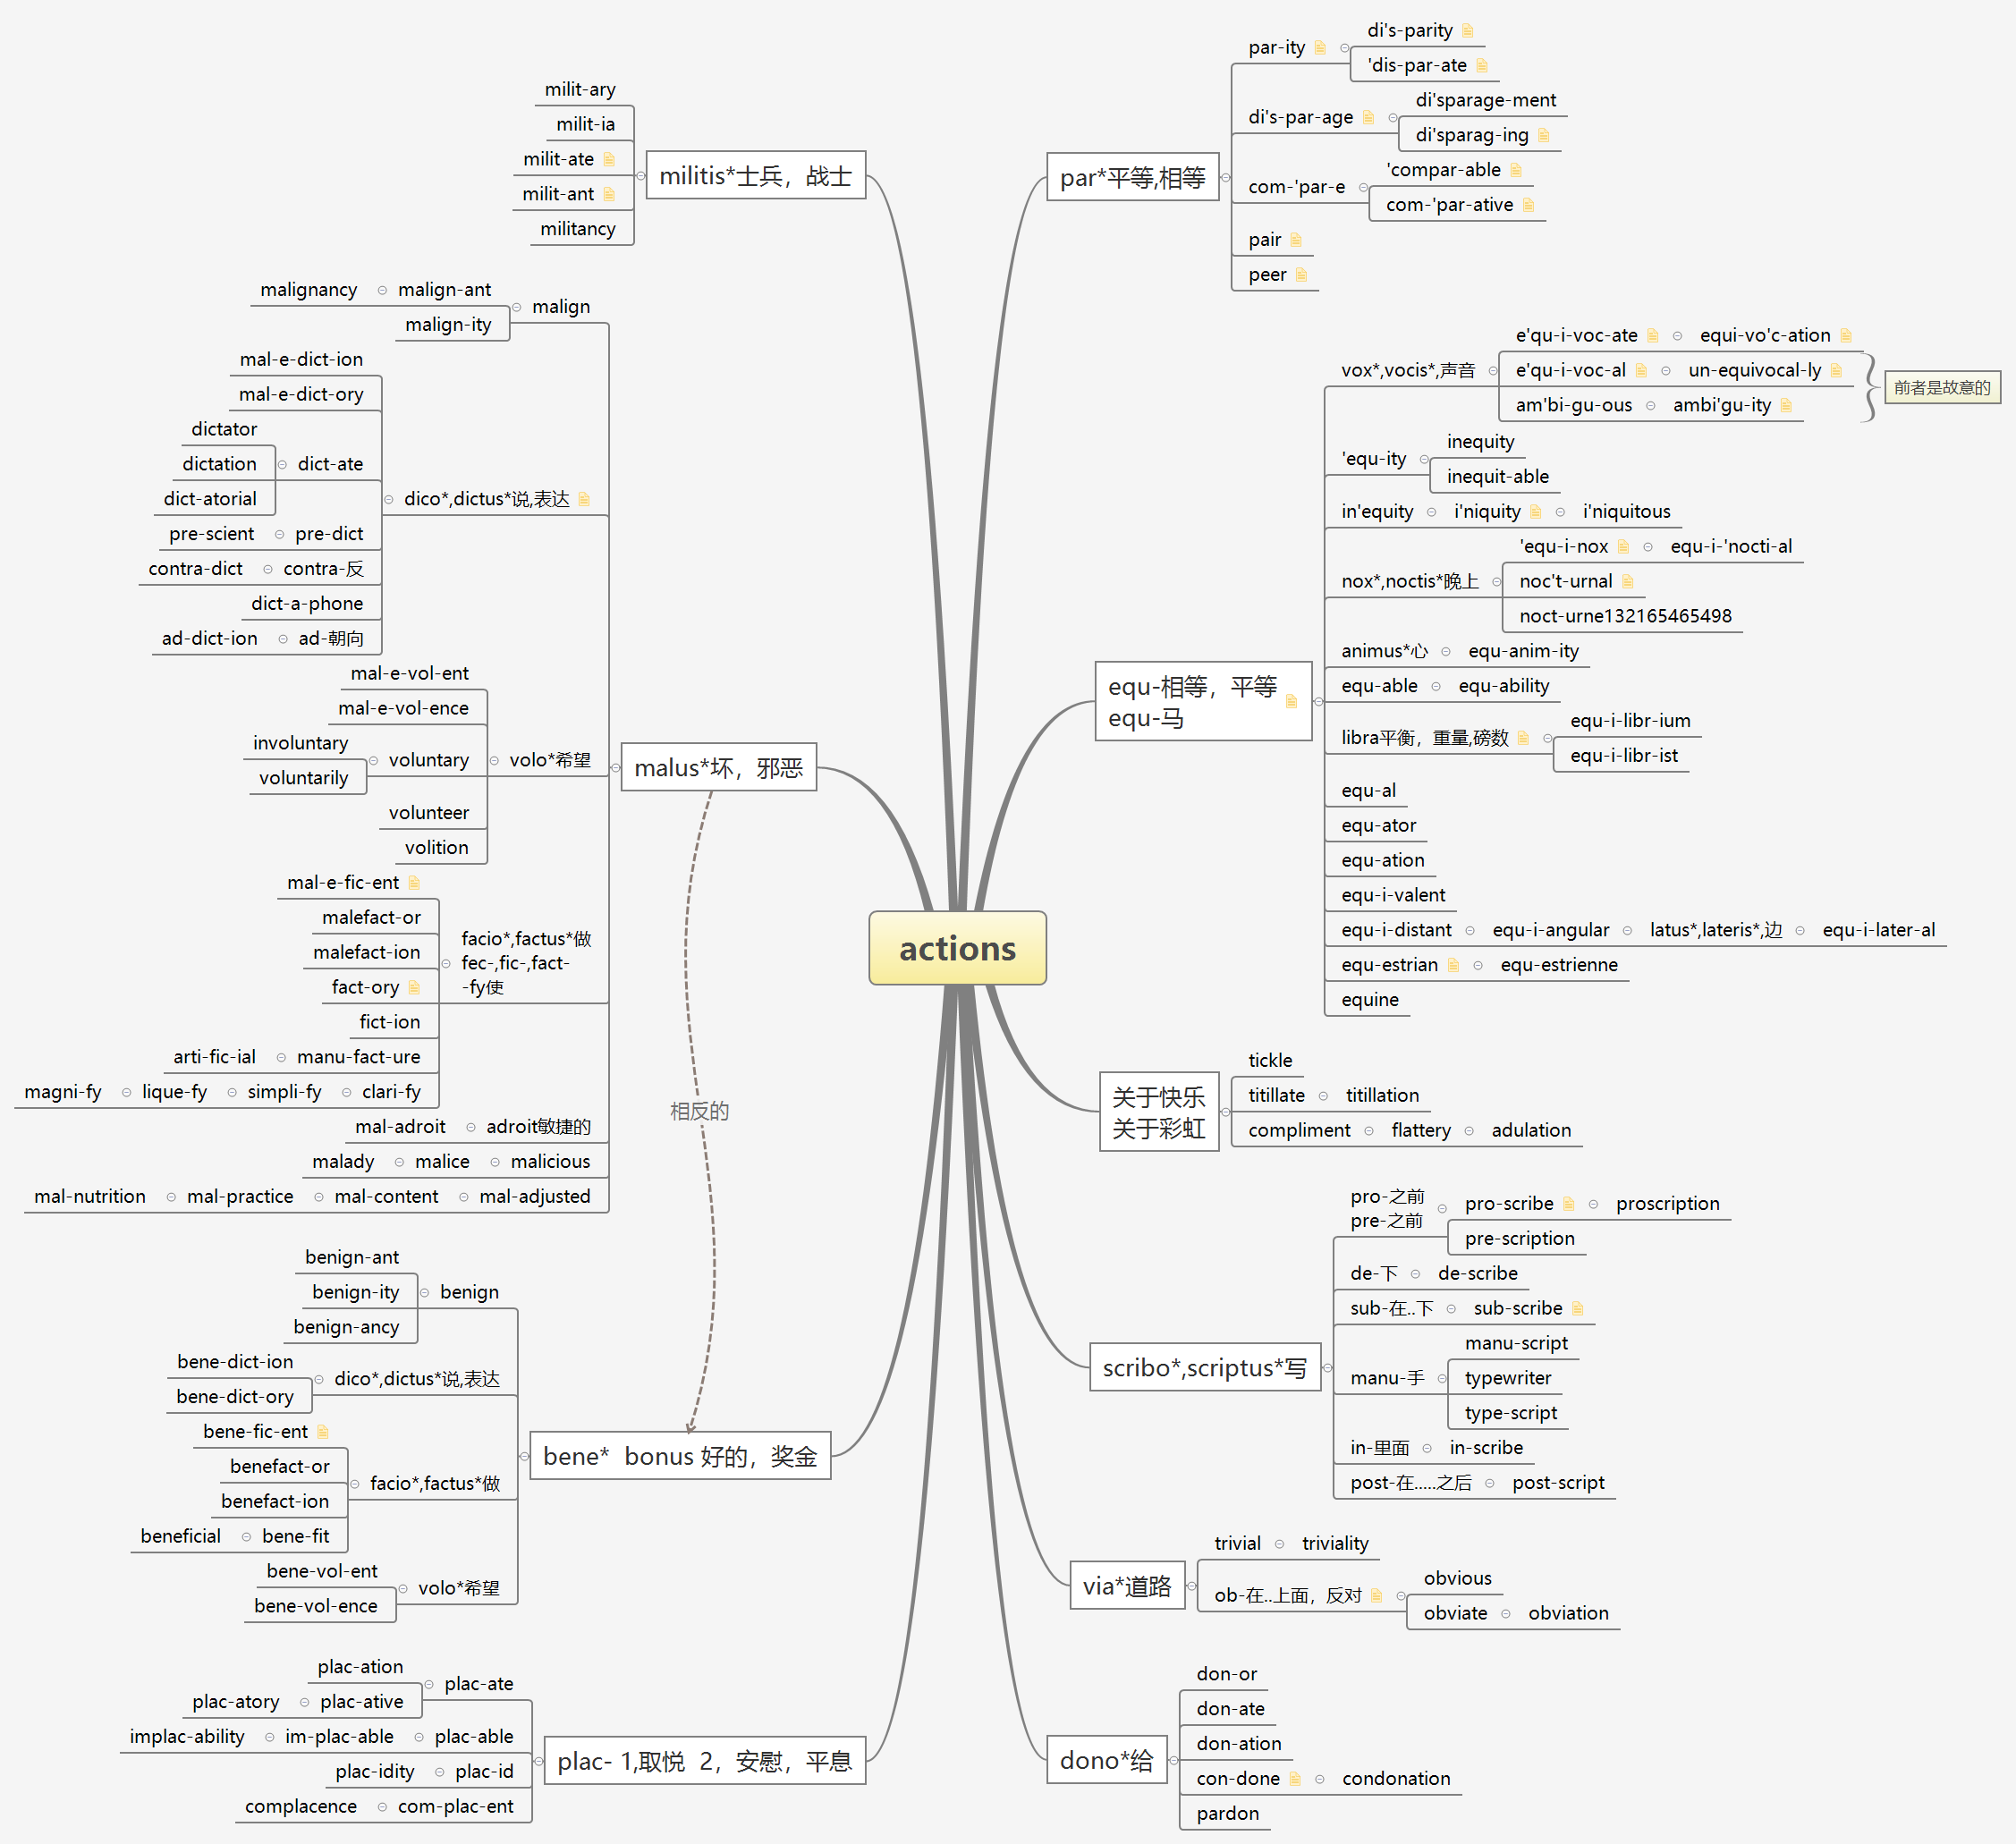 actions
par*平等,相等
par-ity
di's-parity
'dis-par-ate
di's-par-age
di'sparage-ment
di'sparag-ing
com-'par-e
'compar-able
com-'par-ative
pair
peer
equ-相等，平等
equ-马
vox*,vocis*,声音
e'qu-i-voc-ate
equi-vo'c-ation
e'qu-i-voc-al
un-equivocal-ly
am'bi-gu-ous
ambi'gu-ity
前者是故意的
'equ-ity
inequity
inequit-able
in'equity
i'niquity
i'niquitous
nox*,noctis*晚上
'equ-i-nox
equ-i-'nocti-al
noc't-urnal
noct-urne132165465498
animus*心
equ-anim-ity
equ-able
equ-ability
libra平衡，重量,磅数
equ-i-libr-ium
equ-i-libr-ist
equ-al
equ-ator
equ-ation
equ-i-valent
equ-i-distant
equ-i-angular
latus*,lateris*,边
equ-i-later-al
equ-estrian
equ-estrienne
equine
关于快乐
关于彩虹
tickle
titillate
titillation
compliment
flattery
adulation
scribo*,scriptus*写
pro-之前
pre-之前
pro-scribe
proscription
pre-scription
de-下
de-scribe
sub-在..下
sub-scribe
manu-手
manu-script
typewriter
type-script
in-里面
in-scribe
post-在.....之后
post-script
via*道路
trivial
triviality
ob-在..上面，反对
obvious
obviate
obviation
dono*给
don-or
don-ate
don-ation
con-done
condonation
pardon
militis*士兵，战士
milit-ary
milit-ia
milit-ate
milit-ant
militancy
malus*坏，邪恶
malign
malign-ant
malignancy
malign-ity
dico*,dictus*说,表达
mal-e-dict-ion
mal-e-dict-ory
dict-ate
dictator
dictation
dict-atorial
pre-dict
pre-scient
contra-反
contra-dict
dict-a-phone
ad-朝向
ad-dict-ion
volo*希望
mal-e-vol-ent
mal-e-vol-ence
voluntary
involuntary
voluntarily
volunteer
volition
facio*,factus*做
fec-,fic-,fact-
-fy使
mal-e-fic-ent
malefact-or
malefact-ion
fact-ory
fict-ion
manu-fact-ure
arti-fic-ial
clari-fy
simpli-fy
lique-fy
magni-fy
adroit敏捷的
mal-adroit
malicious
malice
malady
mal-adjusted
mal-content
mal-practice
mal-nutrition
相反的
bene*  bonus 好的，奖金
benign
benign-ant
benign-ity
benign-ancy
dico*,dictus*说,表达
bene-dict-ion
bene-dict-ory
facio*,factus*做
bene-fic-ent
benefact-or
benefact-ion
bene-fit
beneficial
volo*希望
bene-vol-ent
bene-vol-ence
plac- 1,取悦  2，安慰，平息
plac-ate
plac-ation
plac-ative
plac-atory
plac-able
im-plac-able
implac-ability
plac-id
plac-idity
com-plac-ent
complacence